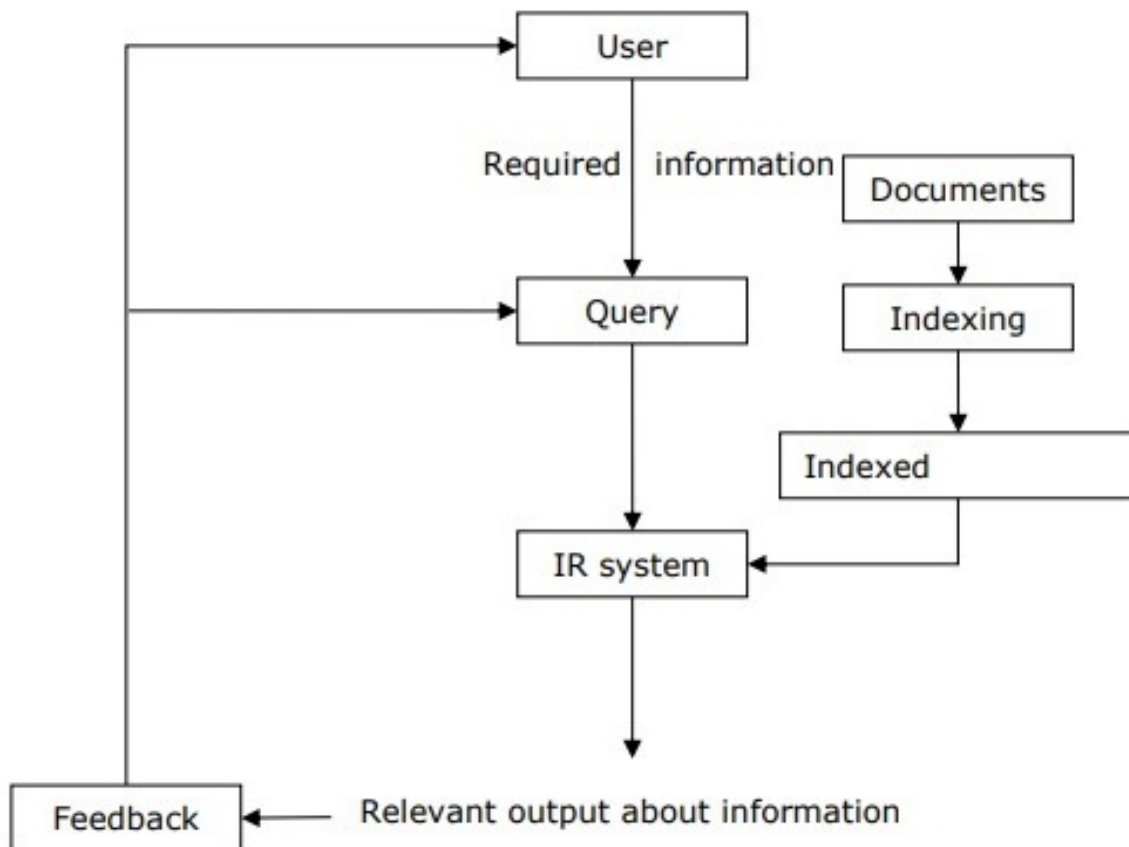 User
Required information
Documents
Query
Indexing
Indexed
IR system
Feedback
Relevant output about information